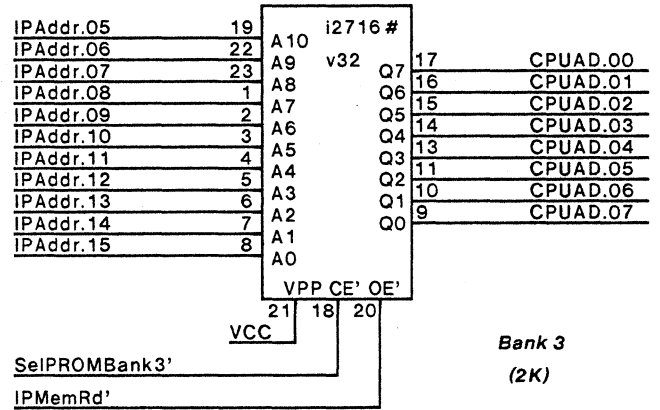 IPAddr.05 19 A10 i2716#
IPAddr.06 22 A9 v32 17 CPUAD.00
IPAddr.07 23 A8 Q7 16 CPUAD.01
IPAddr.08 1 A7 Q6 15 CPUAD.02
IPAddr.09 2 A6 Q5 14 CPUAD.03
IPAddr.10 3 A5 Q4 13 CPUAD.04
IPAddr.11 4 A4 Q3 11 CPUAD.05
IPAddr.12 5 A3 Q2 10 CPUAD.06
IPAddr.13 6 A2 Q1 9 CPUAD.07
IPAddr.14 7 A1 Q0
IPAddr.15 8 A0
VPP CE' OE'
21 18 20
VCC
SelPROMBank3'
IPMemRd'
Bank 3
(2K)